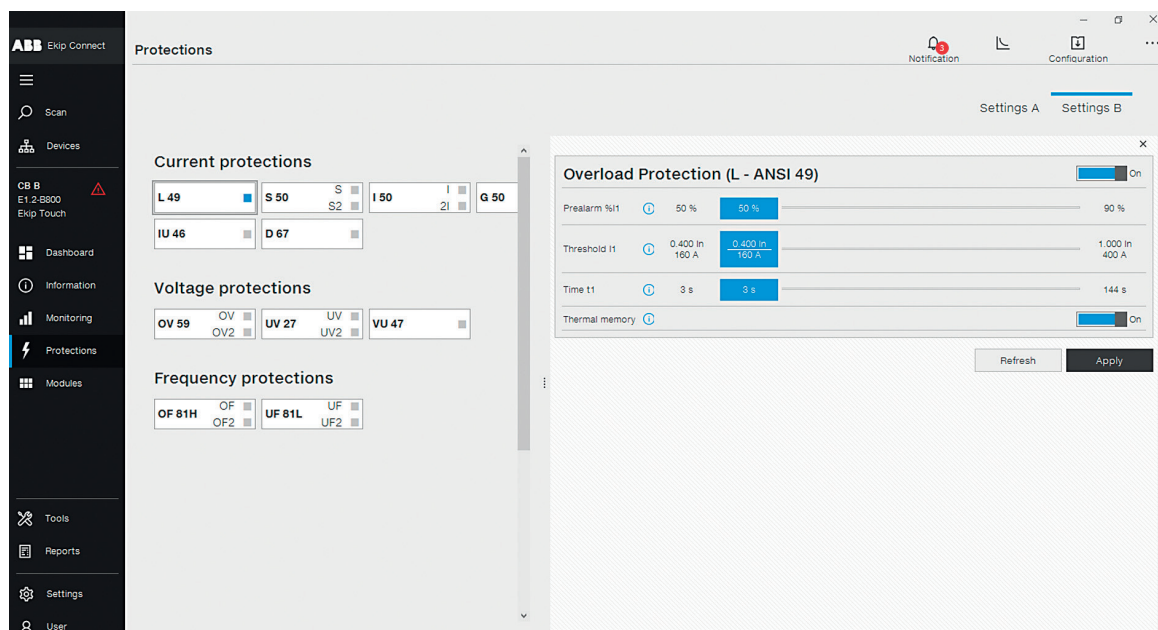 ABB Ekip Connect
Scan
Devices
CB B
E1.2-B800
Ekip Touch
Dashboard
Information
Monitoring
Protections
Modules
Tools
Reports
Settings
User
Protections
3
Notification
Configuration
Settings A Settings B
Current protections
L 49
S 50 S S2
I 50 I 2I
G 50
IU 46
D 67
Voltage protections
OV 59 OV OV2
UV 27 UV UV2
VU 47
Frequency protections
OF 81H OF OF2
UF 81L UF UF2
Overload Protection (L - ANSI 49) On
Prealarm %I1 50 % 50 % 90 %
Threshold I1 0.400 In 160 A 0.400 In 160 A 1.000 In 400 A
Time t1 3 s 3 s 144 s
Thermal memory On
Refresh Apply